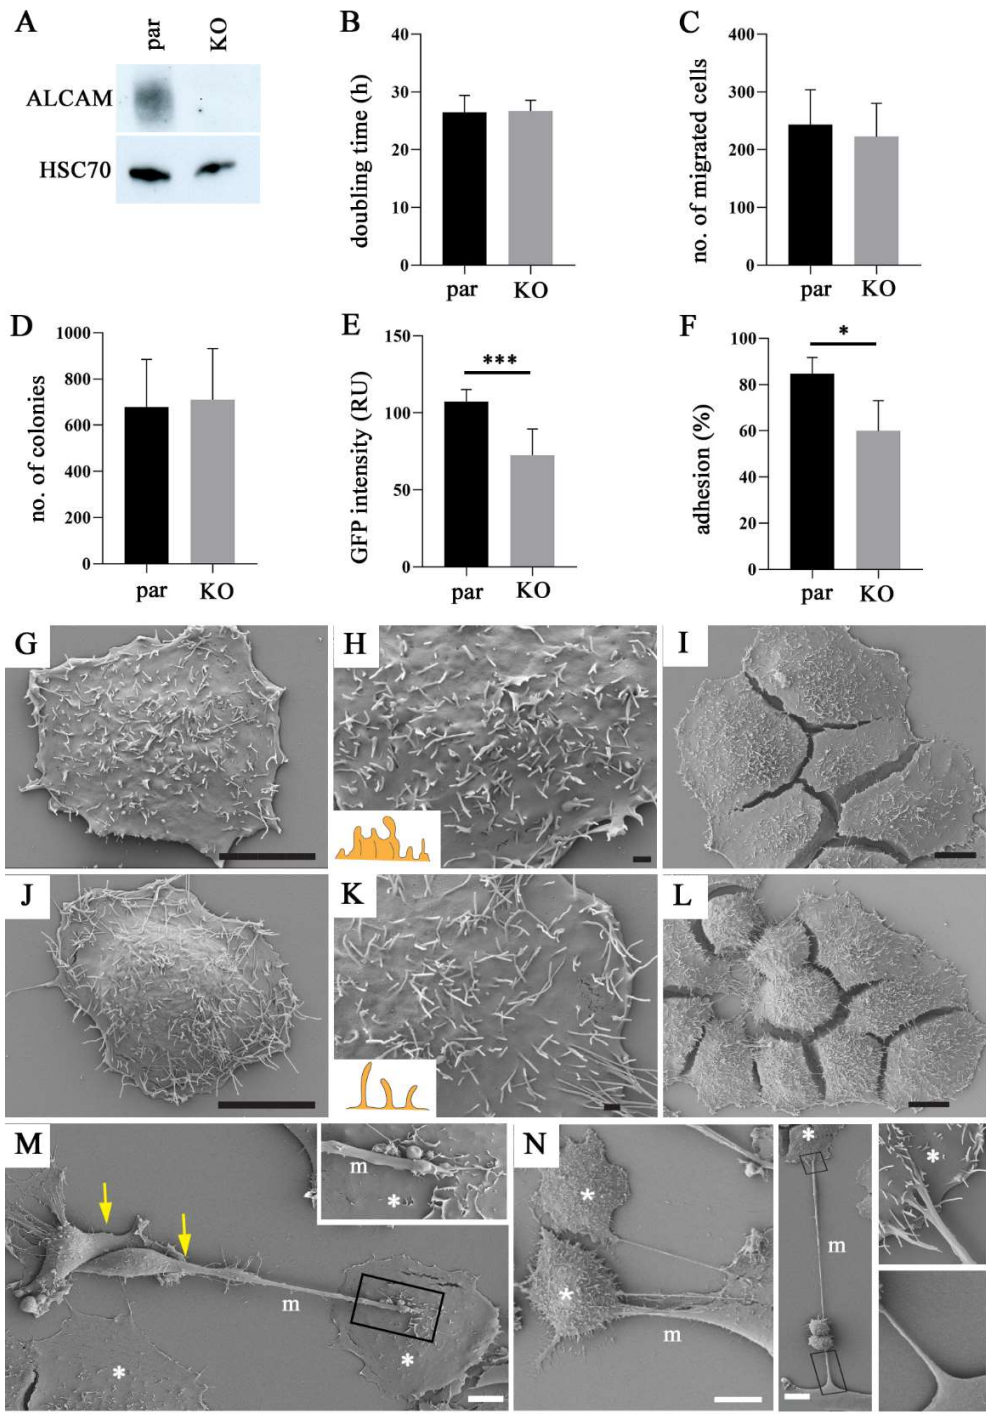 A
par
KO
ALCAM
HSC70
B
doubling time (h)
40
30
20
10
0
par
KO
C
no. of migrated cells
400
300
200
100
0
par
KO
D
no. of colonies
1000
800
600
400
200
0
par
KO
E
GFP intensity (RU)
150
100
50
0
***
par
KO
F
adhesion (%)
100
80
60
40
20
0
*
par
KO
G
H
I
J
K
L
M
m
*
m
*
*
N
*
*
m
*
m
*